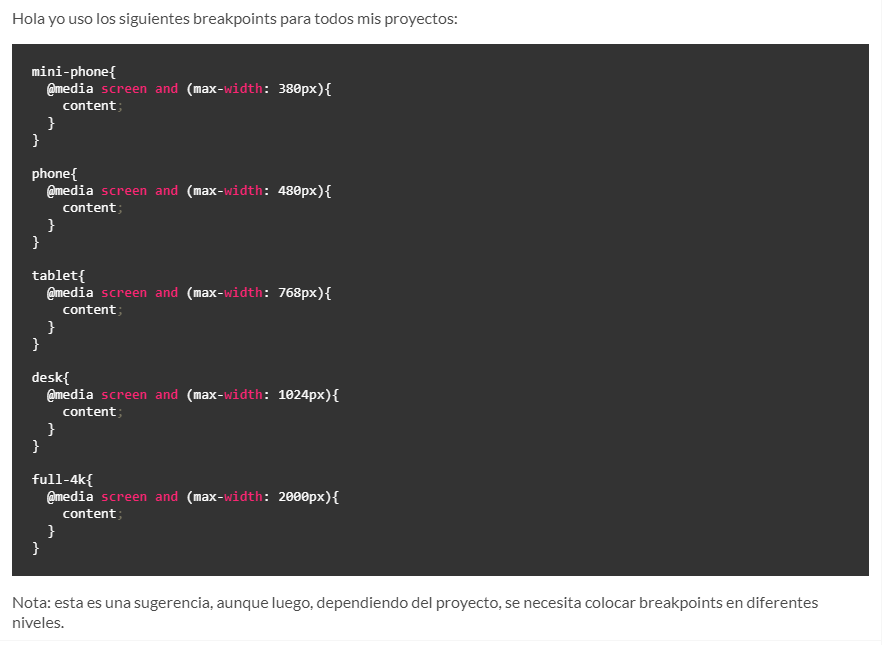 Hola yo uso los siguientes breakpoints para todos mis proyectos:
mini-phone{
@media screen and (max-width: 380px){
content;
}
}
phone{
@media screen and (max-width: 480px){
content;
}
}
tablet{
@media screen and (max-width: 768px){
content;
}
}
desk{
@media screen and (max-width: 1024px){
content;
}
}
full-4k{
@media screen and (max-width: 2000px){
content;
}
}
Nota: esta es una sugerencia, aunque luego, dependiendo del proyecto, se necesita colocar breakpoints en diferentes
niveles.